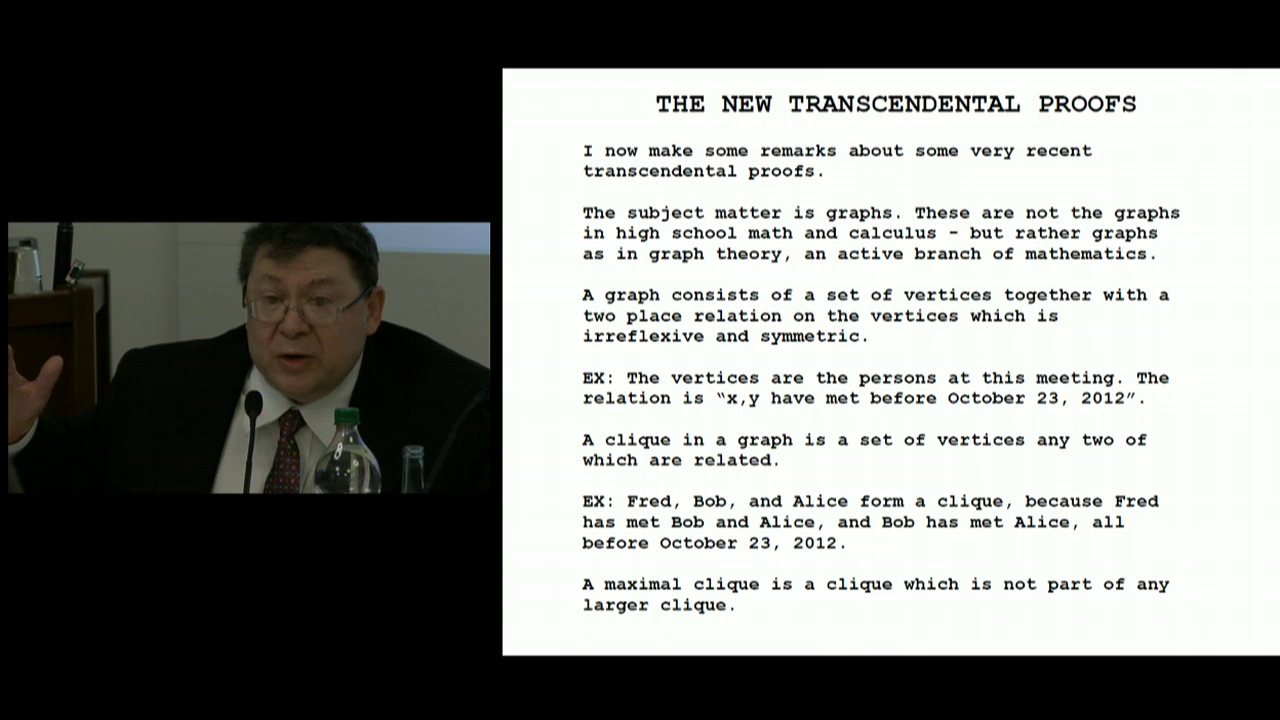 THE NEW TRANSCENDENTAL PROOFS
I now make some remarks about some very recent
transcendental proofs.
The subject matter is graphs. These are not the graphs
in high school math and calculus - but rather graphs
as in graph theory, an active branch of mathematics.
A graph consists of a set of vertices together with a
two place relation on the vertices which is
irreflexive and symmetric.
EX: The vertices are the persons at this meeting. The
relation is “x,y have met before October 23, 2012”.
A clique in a graph is a set of vertices any two of
which are related.
EX: Fred, Bob, and Alice form a clique, because Fred
has met Bob and Alice, and Bob has met Alice, all
before October 23, 2012.
A maximal clique is a clique which is not part of any
larger clique.